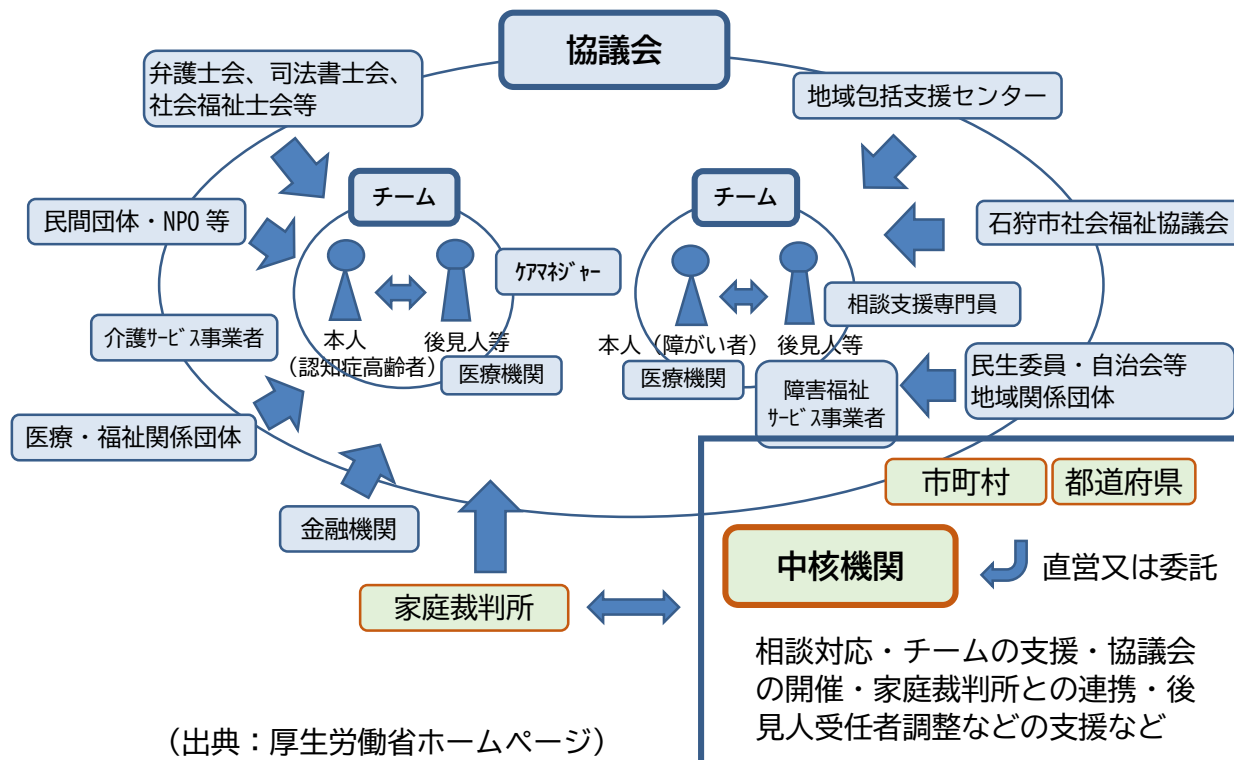 協議会
弁護士会、司法書士会、
社会福祉士会等
地域包括支援センター
チーム
チーム
民間団体・NPO 等
石狩市社会福祉協議会
ケアマネジャー
相談支援専門員
介護サービス事業者
本人
(認知症高齢者)
後見人等
本人（障がい者）
後見人等
医療機関
医療機関
障害福祉
サービス事業者
民生委員・自治会等
地域関係団体
医療・福祉関係団体
市町村
都道府県
金融機関
中核機関
直営又は委託
家庭裁判所
相談対応・チームの支援・協議会
の開催・家庭裁判所との連携・後
見人受任者調整などの支援など
（出典：厚生労働省ホームページ）